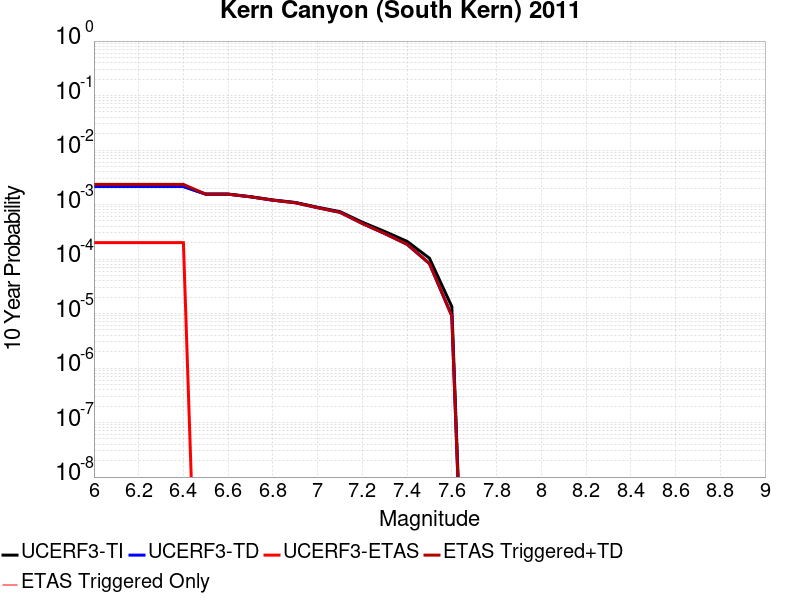 Kern Canyon (South Kern) 2011
10^0
10^-1
10^-2
10^-3
10^-4
10^-5
10^-6
10^-7
10^-8
10 Year Probability
6 6.2 6.4 6.6 6.8 7 7.2 7.4 7.6 7.8 8 8.2 8.4 8.6 8.8 9
Magnitude
UCERF3-TI UCERF3-TD UCERF3-ETAS ETAS Triggered+TD
ETAS Triggered Only